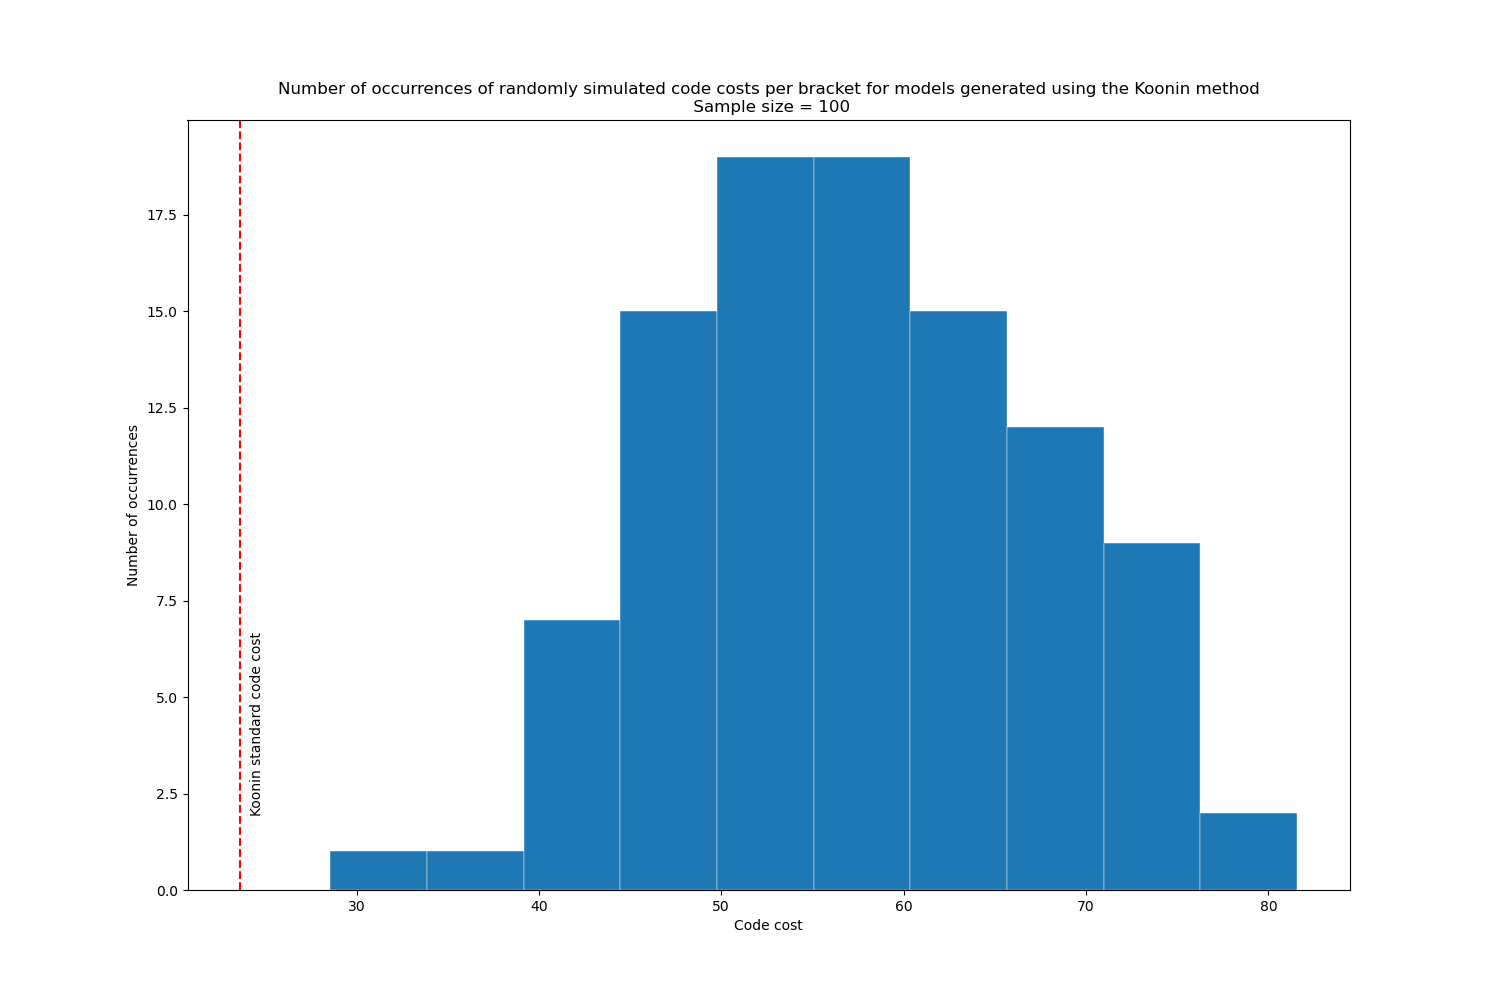 Number of occurrences of randomly simulated code costs per bracket for models generated using the Koonin method
Sample size = 100
17.5
15.0
12.5
10.0
7.5
5.0
2.5
0.0
Number of occurrences
Koonin standard code cost
30
40
50
60
70
80
Code cost